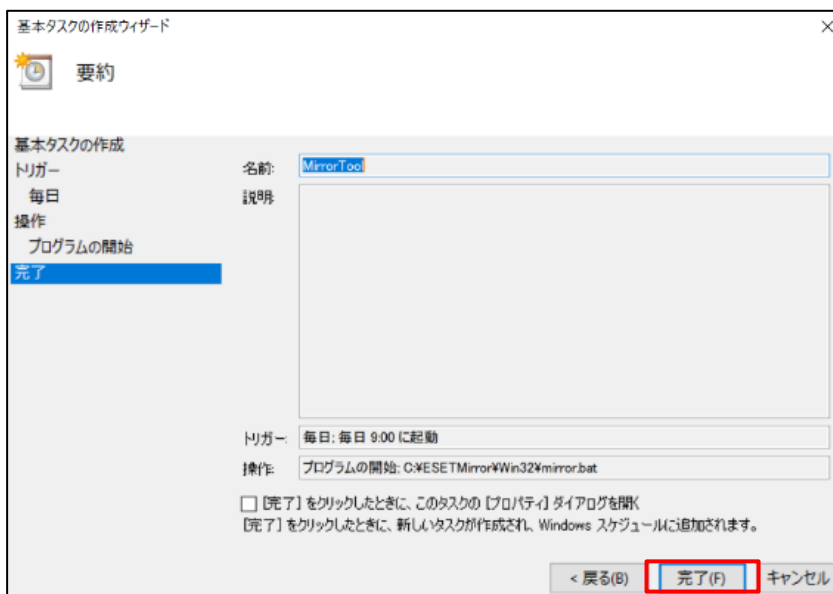 基本タスクの作成ウィザード
要約
基本タスクの作成
トリガー
毎日
操作
プログラムの開始
完了
名前: MirrorTool
説明:
トリガー: 毎日; 毎日 9:00 に起動
操作: プログラムの開始; C:¥ESETMirror¥Win32¥mirror.bat
[完了] をクリックしたときに、このタスクの [プロパティ] ダイアログを開く
[完了] をクリックしたときに、新しいタスクが作成され、Windows スケジュールに追加されます。
< 戻る(B) 完了(F) キャンセル